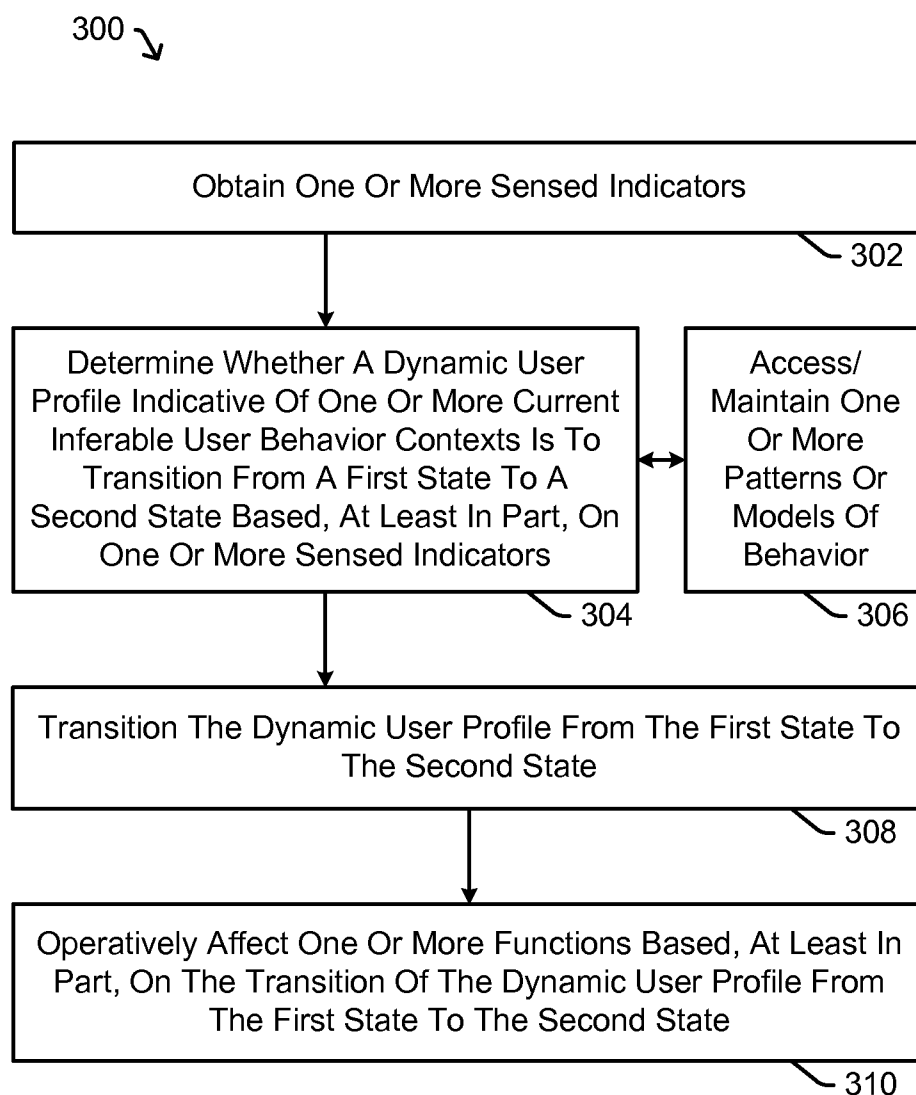 300
Obtain One Or More Sensed Indicators
302
Determine Whether A Dynamic User
Profile Indicative Of One Or More Current
Inferable User Behavior Contexts Is To
Transition From A First State To A
Second State Based, At Least In Part, On
One Or More Sensed Indicators
304
Access/
Maintain One
Or More
Patterns Or
Models Of
Behavior
306
Transition The Dynamic User Profile From The First State To
The Second State
308
Operatively Affect One Or More Functions Based, At Least In
Part, On The Transition Of The Dynamic User Profile From
The First State To The Second State
310